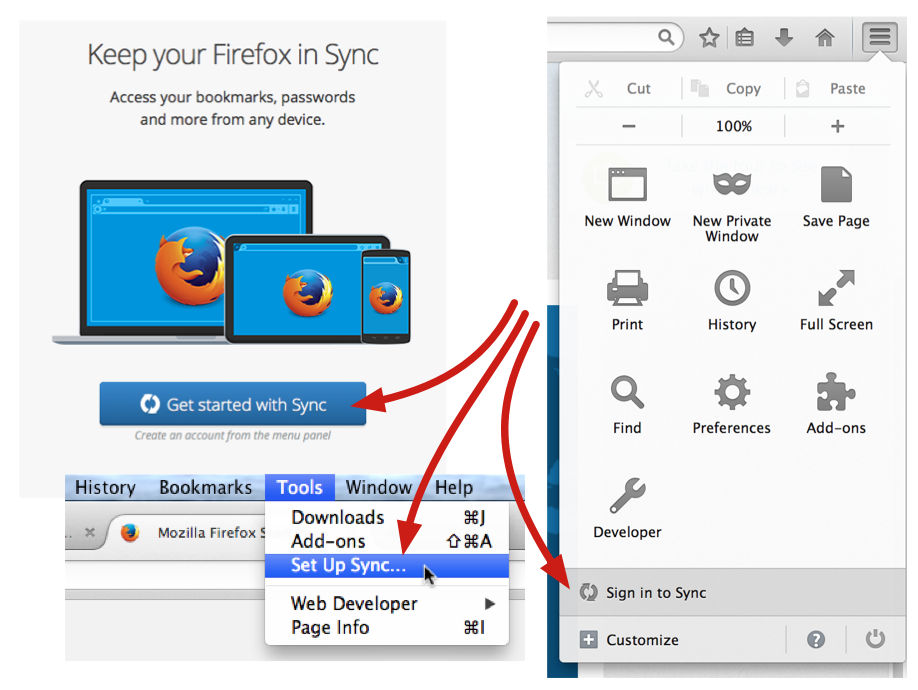 Keep your Firefox in Sync
Access your bookmarks, passwords
and more from any device.
Get started with Sync
Create an account from the menu panel
History Bookmarks Tools Window Help
Mozilla Firefox S
Downloads ⌘J
Add-ons ⇧⌘A
Set Up Sync...
Web Developer
Page Info ⌘I
Cut Copy Paste
− 100% +
New Window
New Private
Window
Save Page
Print
History
Full Screen
Find
Preferences
Add-ons
Developer
Sign in to Sync
Customize